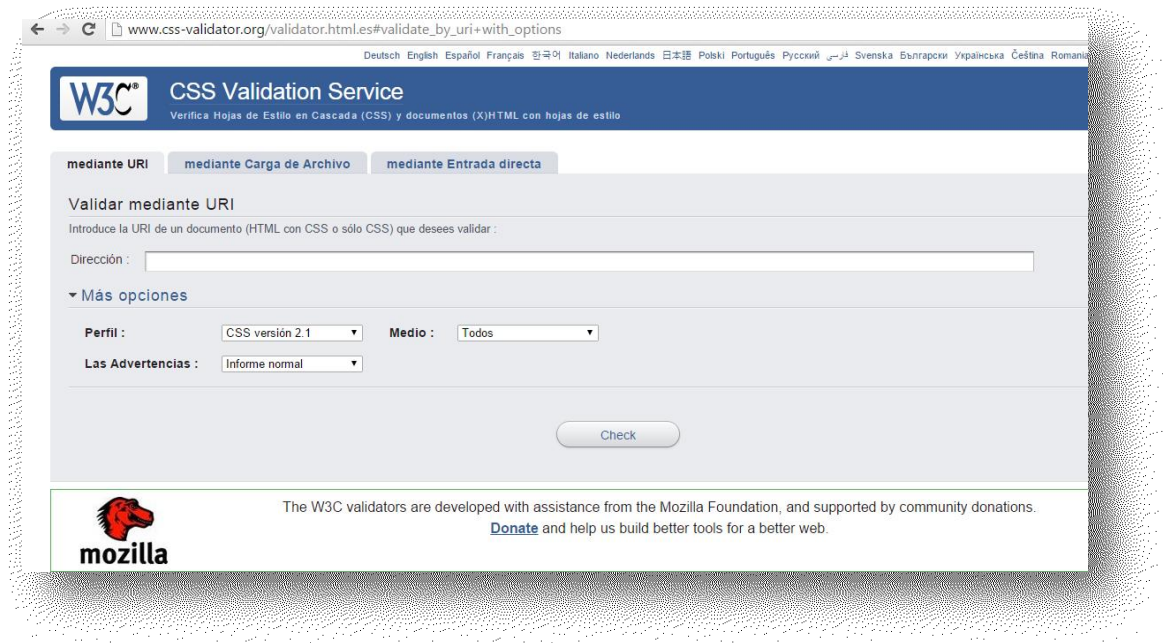 www.css-validator.org/validator.html.es#validate_by_uri+with_options
Deutsch English Español Français 한국어 Italiano Nederlands 日本語 Polski Português Русский فارسی Svenska Български Українська Čeština Romania
W3C® CSS Validation Service
Verifica Hojas de Estilo en Cascada (CSS) y documentos (X)HTML con hojas de estilo
mediante URI mediante Carga de Archivo mediante Entrada directa
Validar mediante URI
Introduce la URI de un documento (HTML con CSS o sólo CSS) que desees validar :
Dirección :
Más opciones
Perfil : CSS versión 2.1 Medio : Todos
Las Advertencias : Informe normal
Check
The W3C validators are developed with assistance from the Mozilla Foundation, and supported by community donations.
Donate and help us build better tools for a better web.
mozilla